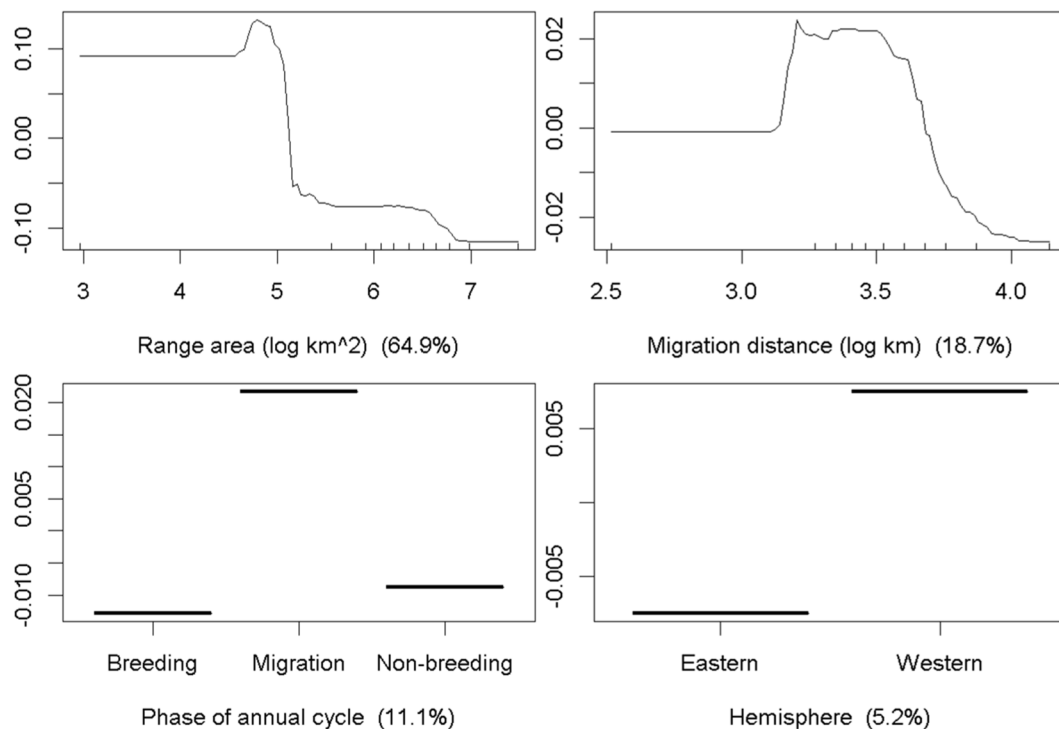 0.10
0.00
-0.10
3 4 5 6 7
Range area (log km^2) (64.9%)
0.02
0.00
-0.02
2.5 3.0 3.5 4.0
Migration distance (log km) (18.7%)
0.020
0.005
-0.010
Breeding Migration Non-breeding
Phase of annual cycle (11.1%)
0.005
-0.005
Eastern Western
Hemisphere (5.2%)